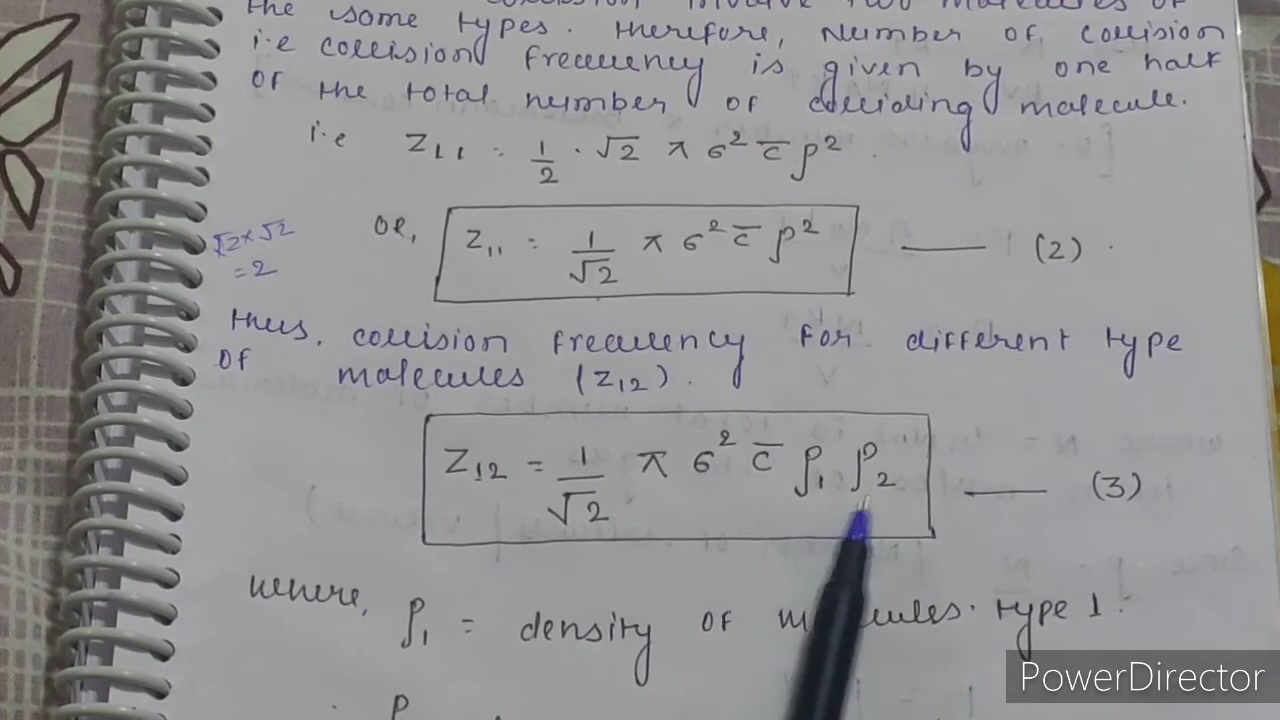 the same types. therefore, number of collision
i.e collision frequency is given by one half
of the total number of colliding molecule.
i.e Z₁₁ = 1/2 · √2 π σ² c̄ ρ².
√2 × √2
= 2
or, Z₁₁ = 1/√2 π σ² c̄ ρ² —— (2).
thus, collision frequency for different type
of molecules (Z₁₂).
Z₁₂ = 1/√2 π σ² c̄ ρ₁ ρ₂ —— (3)
where, ρ₁ = density of molecules. type 1.
PowerDirector